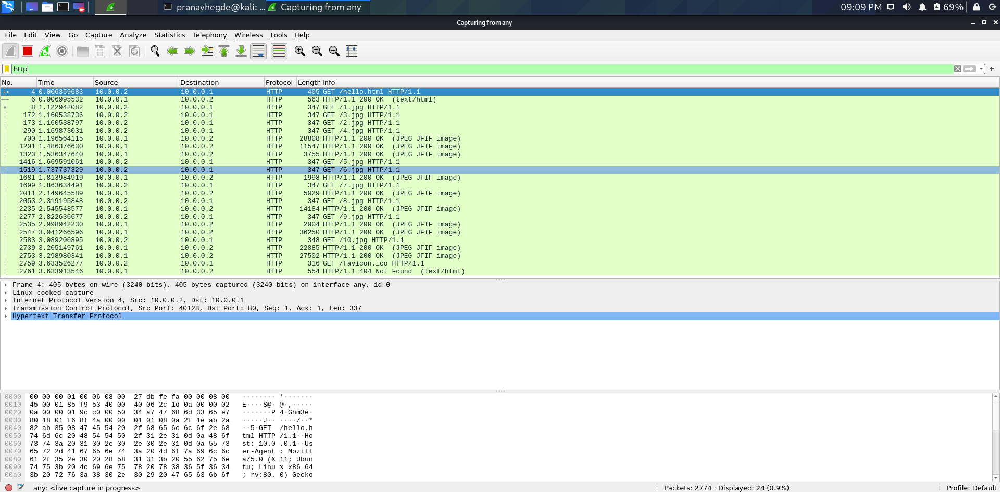 pranavhegde@kali: ... Capturing from any 09:09 PM 69%
Capturing from any
File Edit View Go Capture Analyze Statistics Telephony Wireless Tools Help
http
No. Time Source Destination Protocol Length Info
4 0.006359683 10.0.0.2 10.0.0.1 HTTP 405 GET /hello.html HTTP/1.1
6 0.006995532 10.0.0.1 10.0.0.2 HTTP 563 HTTP/1.1 200 OK (text/html)
8 1.122942082 10.0.0.2 10.0.0.1 HTTP 347 GET /1.jpg HTTP/1.1
172 1.160538736 10.0.0.2 10.0.0.1 HTTP 347 GET /3.jpg HTTP/1.1
173 1.160538797 10.0.0.2 10.0.0.1 HTTP 347 GET /2.jpg HTTP/1.1
290 1.169873031 10.0.0.2 10.0.0.1 HTTP 347 GET /4.jpg HTTP/1.1
700 1.196564115 10.0.0.1 10.0.0.2 HTTP 28808 HTTP/1.1 200 OK (JPEG JFIF image)
1201 1.486376630 10.0.0.1 10.0.0.2 HTTP 11547 HTTP/1.1 200 OK (JPEG JFIF image)
1323 1.536347640 10.0.0.1 10.0.0.2 HTTP 3755 HTTP/1.1 200 OK (JPEG JFIF image)
1416 1.669591061 10.0.0.2 10.0.0.1 HTTP 347 GET /5.jpg HTTP/1.1
1519 1.737737329 10.0.0.2 10.0.0.1 HTTP 347 GET /6.jpg HTTP/1.1
1681 1.813984919 10.0.0.1 10.0.0.2 HTTP 1998 HTTP/1.1 200 OK (JPEG JFIF image)
1699 1.863634491 10.0.0.2 10.0.0.1 HTTP 347 GET /7.jpg HTTP/1.1
2011 2.149645589 10.0.0.1 10.0.0.2 HTTP 5029 HTTP/1.1 200 OK (JPEG JFIF image)
2053 2.319195848 10.0.0.2 10.0.0.1 HTTP 347 GET /8.jpg HTTP/1.1
2235 2.545548577 10.0.0.1 10.0.0.2 HTTP 14184 HTTP/1.1 200 OK (JPEG JFIF image)
2277 2.822636677 10.0.0.2 10.0.0.1 HTTP 347 GET /9.jpg HTTP/1.1
2535 2.998942230 10.0.0.1 10.0.0.2 HTTP 2004 HTTP/1.1 200 OK (JPEG JFIF image)
2547 3.041266596 10.0.0.1 10.0.0.2 HTTP 36250 HTTP/1.1 200 OK (JPEG JFIF image)
2583 3.089206895 10.0.0.2 10.0.0.1 HTTP 348 GET /10.jpg HTTP/1.1
2739 3.205149761 10.0.0.1 10.0.0.2 HTTP 22885 HTTP/1.1 200 OK (JPEG JFIF image)
2753 3.298980341 10.0.0.1 10.0.0.2 HTTP 27502 HTTP/1.1 200 OK (JPEG JFIF image)
2759 3.633526277 10.0.0.2 10.0.0.1 HTTP 316 GET /favicon.ico HTTP/1.1
2761 3.633913546 10.0.0.1 10.0.0.2 HTTP 554 HTTP/1.1 404 Not Found (text/html)
Frame 4: 405 bytes on wire (3240 bits), 405 bytes captured (3240 bits) on interface any, id 0
Linux cooked capture
Internet Protocol Version 4, Src: 10.0.0.2, Dst: 10.0.0.1
Transmission Control Protocol, Src Port: 40128, Dst Port: 80, Seq: 1, Ack: 1, Len: 337
Hypertext Transfer Protocol
0000 00 00 00 01 00 06 08 00 27 db fe fa 00 00 08 00 ········ '·······
0010 45 00 01 85 f9 53 40 00 40 06 2c 1d 0a 00 00 02 E····S@· @·,·····
0020 0a 00 00 01 9c c0 00 50 34 a7 47 68 6d 33 65 e7 ·······P 4·Ghm3e·
0030 80 18 01 f6 8f 4a 00 00 01 01 08 0a 2f 1e ab 2a ·····J·· ····/··*
0040 82 ab 35 08 47 45 54 20 2f 68 65 6c 6c 6f 2e 68 ··5·GET /hello.h
0050 74 6d 6c 20 48 54 54 50 2f 31 2e 31 0d 0a 48 6f tml HTTP /1.1··Ho
0060 73 74 3a 20 31 30 2e 30 2e 30 2e 31 0d 0a 55 73 st: 10.0 .0.1··Us
0070 65 72 2d 41 67 65 6e 74 3a 20 4d 6f 7a 69 6c 6c er-Agent : Mozill
0080 61 2f 35 2e 30 20 28 58 31 31 3b 20 55 62 75 6e a/5.0 (X 11; Ubun
0090 74 75 3b 20 4c 69 6e 75 78 20 78 38 36 5f 36 34 tu; Linu x x86_64
00a0 3b 20 72 76 3a 38 30 2e 30 29 20 47 65 63 6b 6f ; rv:80. 0) Gecko
any: <live capture in progress> Packets: 2774 · Displayed: 24 (0.9%) Profile: Default